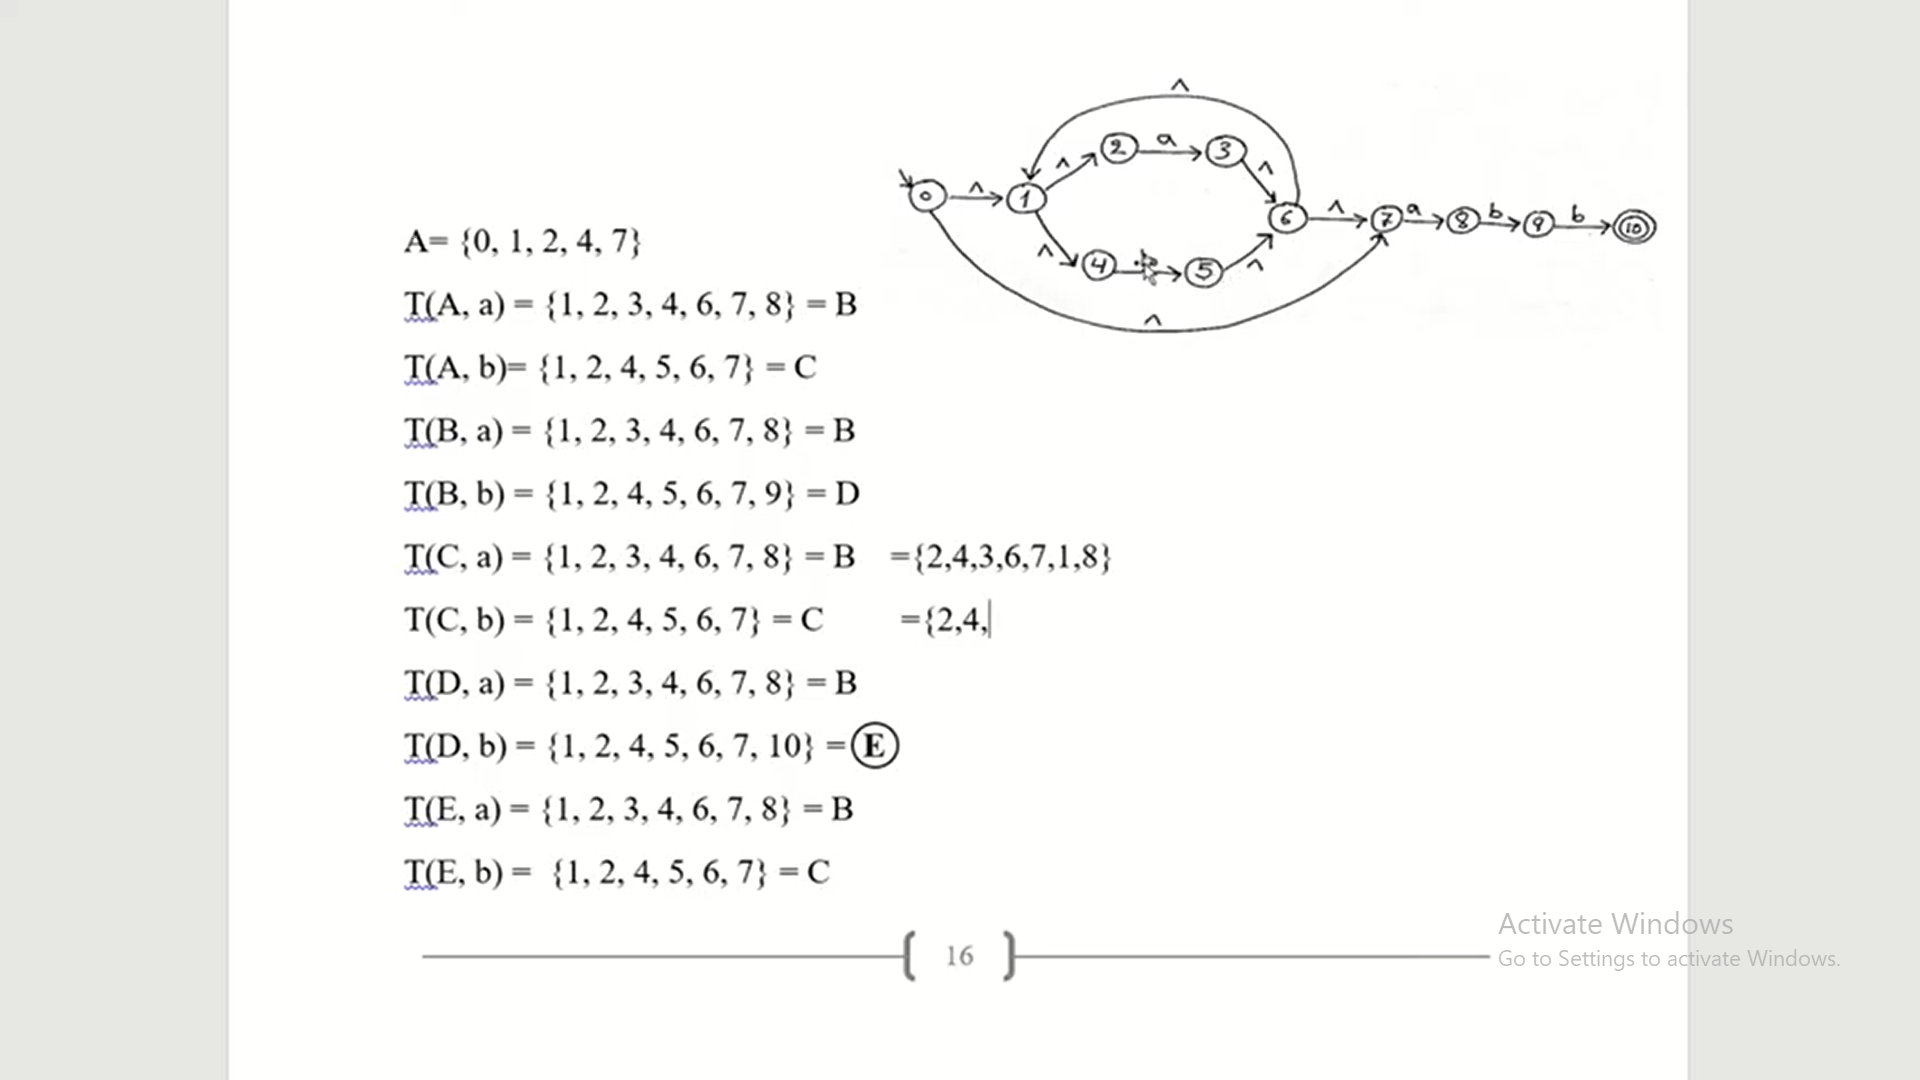 ^
2 a 3
^ ^
0 ^ 1 6 ^ 7 a 8 b 9 b 10
^ 4 5 ^
^
A= {0, 1, 2, 4, 7}
T(A, a) = {1, 2, 3, 4, 6, 7, 8} = B
T(A, b)= {1, 2, 4, 5, 6, 7} = C
T(B, a) = {1, 2, 3, 4, 6, 7, 8} = B
T(B, b) = {1, 2, 4, 5, 6, 7, 9} = D
T(C, a) = {1, 2, 3, 4, 6, 7, 8} = B ={2,4,3,6,7,1,8}
T(C, b) = {1, 2, 4, 5, 6, 7} = C ={2,4,
T(D, a) = {1, 2, 3, 4, 6, 7, 8} = B
T(D, b) = {1, 2, 4, 5, 6, 7, 10} = E
T(E, a) = {1, 2, 3, 4, 6, 7, 8} = B
T(E, b) = {1, 2, 4, 5, 6, 7} = C
{ 16 }
Activate Windows
Go to Settings to activate Windows.